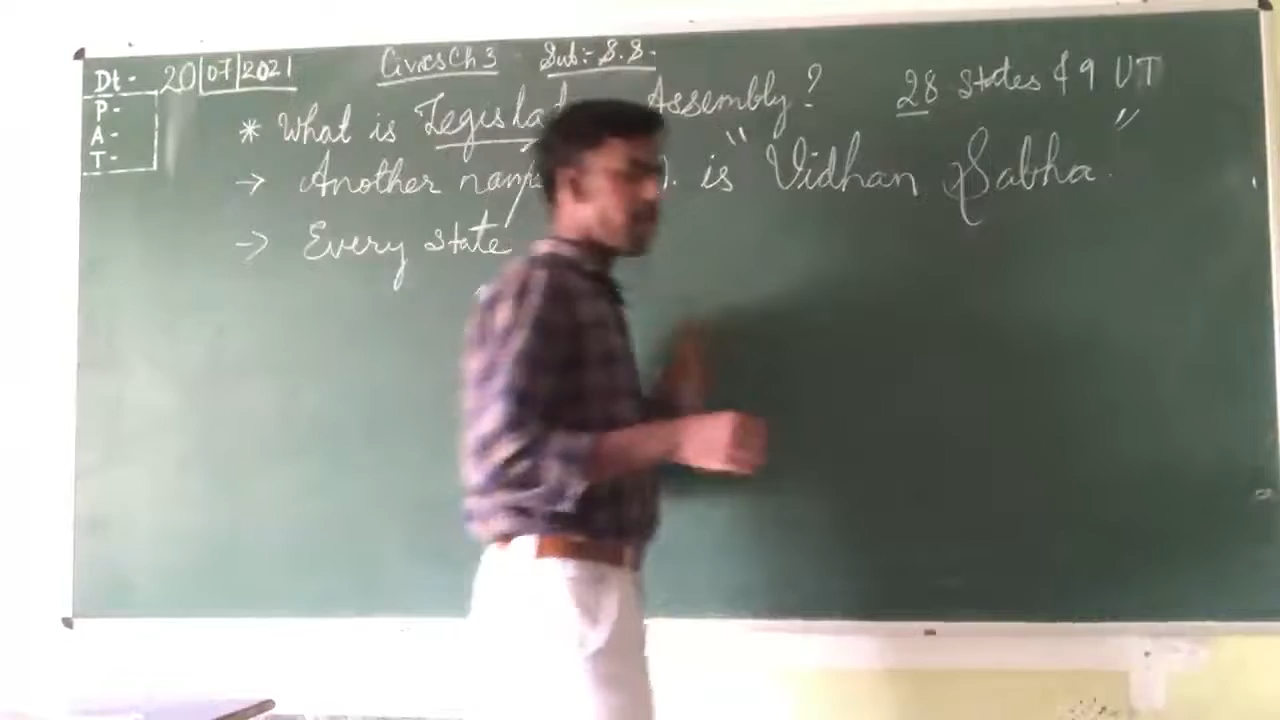 Dt- 20/07/2021 Civics Ch 3 Sub:- S.S.
P-
A-
T-
* What is Assembly? 28 States & 9 UT
→ Another is "Vidhan Sabha."
→ Every state